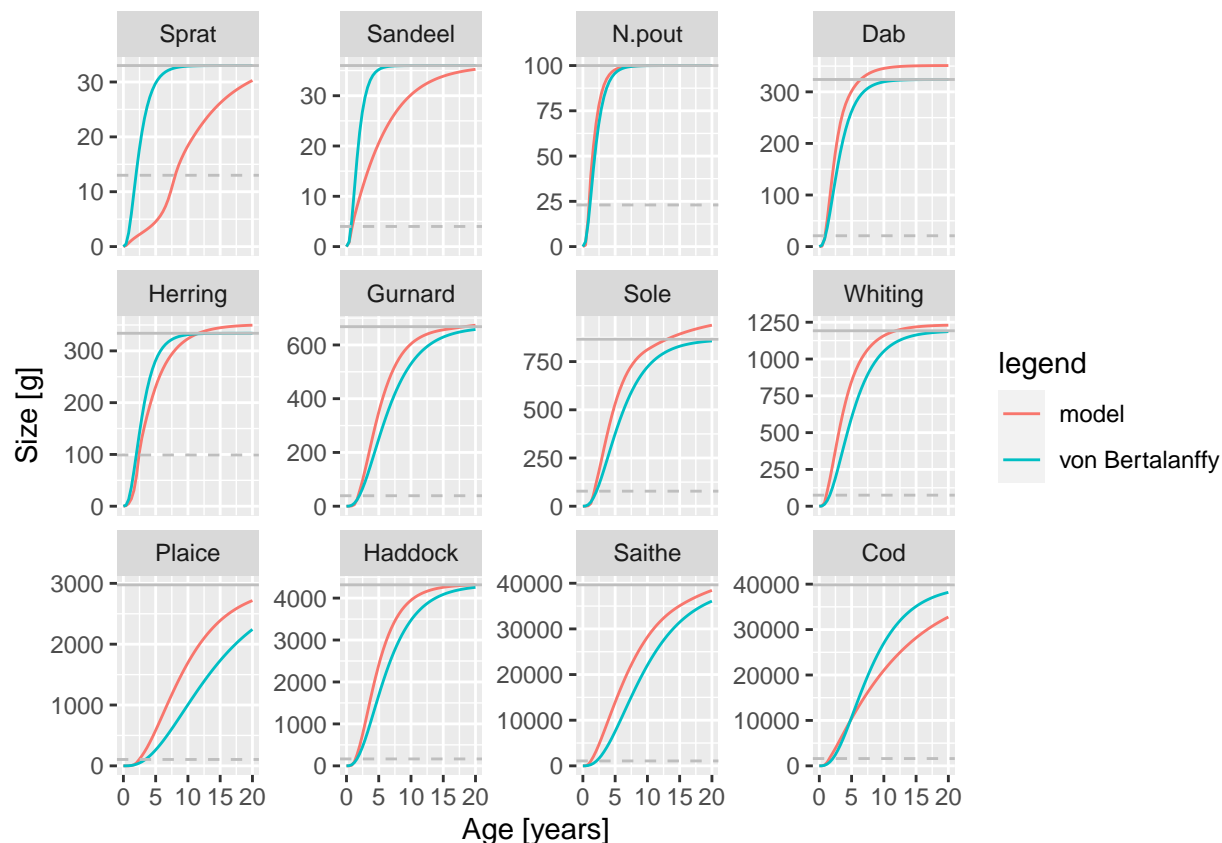 Sprat Sandeel N.pout Dab
30 20 10 0
30 20 10 0
100 75 50 25 0
300 200 100 0
Herring Gurnard Sole Whiting
300 200 100 0
600 400 200 0
750 500 250 0
1250 1000 750 500 250 0
Plaice Haddock Saithe Cod
3000 2000 1000 0
4000 3000 2000 1000 0
40000 30000 20000 10000 0
40000 30000 20000 10000 0
0 5 10 15 20 0 5 10 15 20 0 5 10 15 20 0 5 10 15 20
Age [years]
Size [g]
legend
model
von Bertalanffy